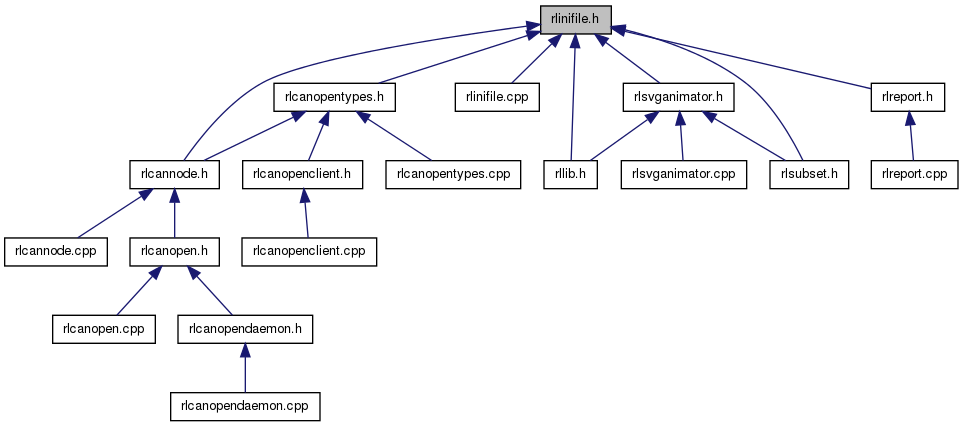 rlinifile.h
rlcanopentypes.h
rlinifile.cpp
rlsvganimator.h
rlreport.h
rlcannode.h
rlcanopenclient.h
rlcanopentypes.cpp
rllib.h
rlsvganimator.cpp
rlsubset.h
rlreport.cpp
rlcannode.cpp
rlcanopen.h
rlcanopenclient.cpp
rlcanopen.cpp
rlcanopendaemon.h
rlcanopendaemon.cpp